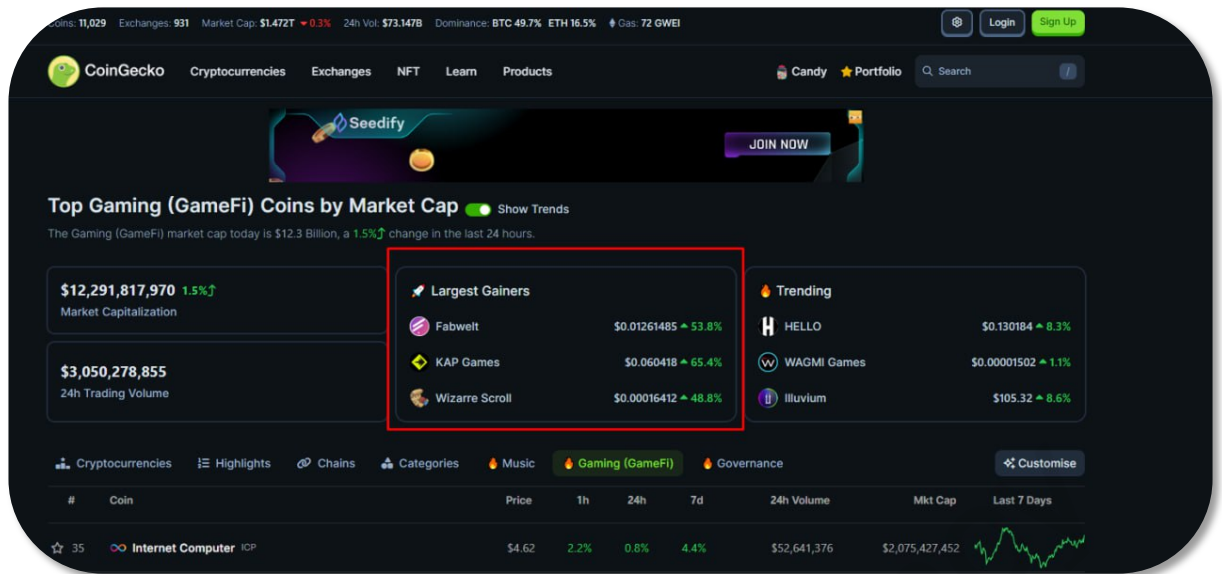 Coins: 11,029 Exchanges: 931 Market Cap: $1.472T 0.3% 24h Vol: $73.147B Dominance: BTC 49.7% ETH 16.5% Gas: 72 GWEI Login Sign Up
CoinGecko Cryptocurrencies Exchanges NFT Learn Products Candy Portfolio Search /
Seedify
JOIN NOW
Top Gaming (GameFi) Coins by Market Cap Show Trends
The Gaming (GameFi) market cap today is $12.3 Billion, a 1.5% change in the last 24 hours.
$12,291,817,970 1.5%
Market Capitalization
$3,050,278,855
24h Trading Volume
Largest Gainers
Fabwelt $0.01261485 53.8%
KAP Games $0.060418 65.4%
Wizarre Scroll $0.00016412 48.8%
Trending
HELLO $0.130184 8.3%
WAGMI Games $0.00001502 1.1%
Illuvium $105.32 8.6%
Cryptocurrencies Highlights Chains Categories Music Gaming (GameFi) Governance Customise
# Coin Price 1h 24h 7d 24h Volume Mkt Cap Last 7 Days
35 Internet Computer ICP $4.62 2.2% 0.8% 4.4% $52,641,376 $2,075,427,452